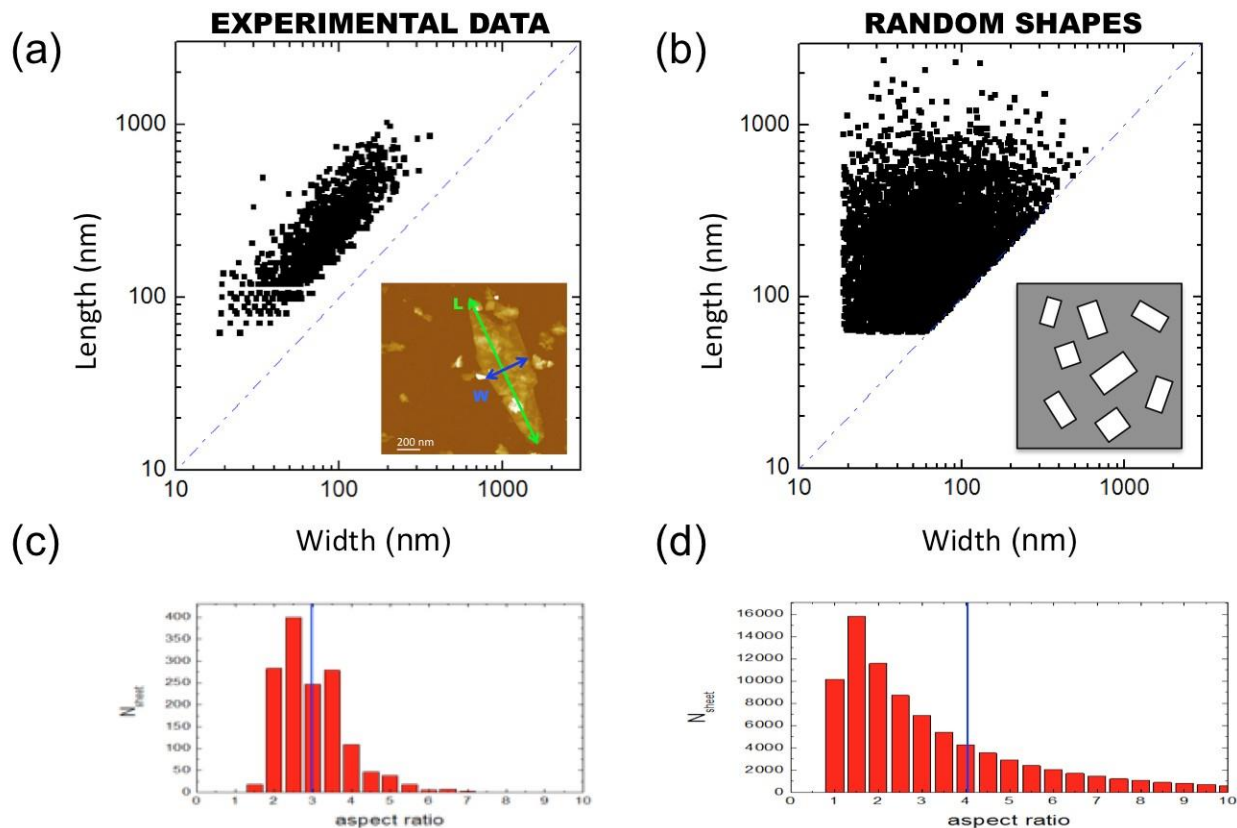 EXPERIMENTAL DATA
RANDOM SHAPES
(a)
(b)
1000
100
10
Length (nm)
L
W
200 nm
10
100
1000
Width (nm)
1000
100
10
Length (nm)
10
100
1000
Width (nm)
(c)
(d)
400
350
300
250
200
150
100
50
0
N sheet
0 1 2 3 4 5 6 7 8 9 10
aspect ratio
16000
14000
12000
10000
8000
6000
4000
2000
0
N sheet
0 1 2 3 4 5 6 7 8 9 10
aspect ratio